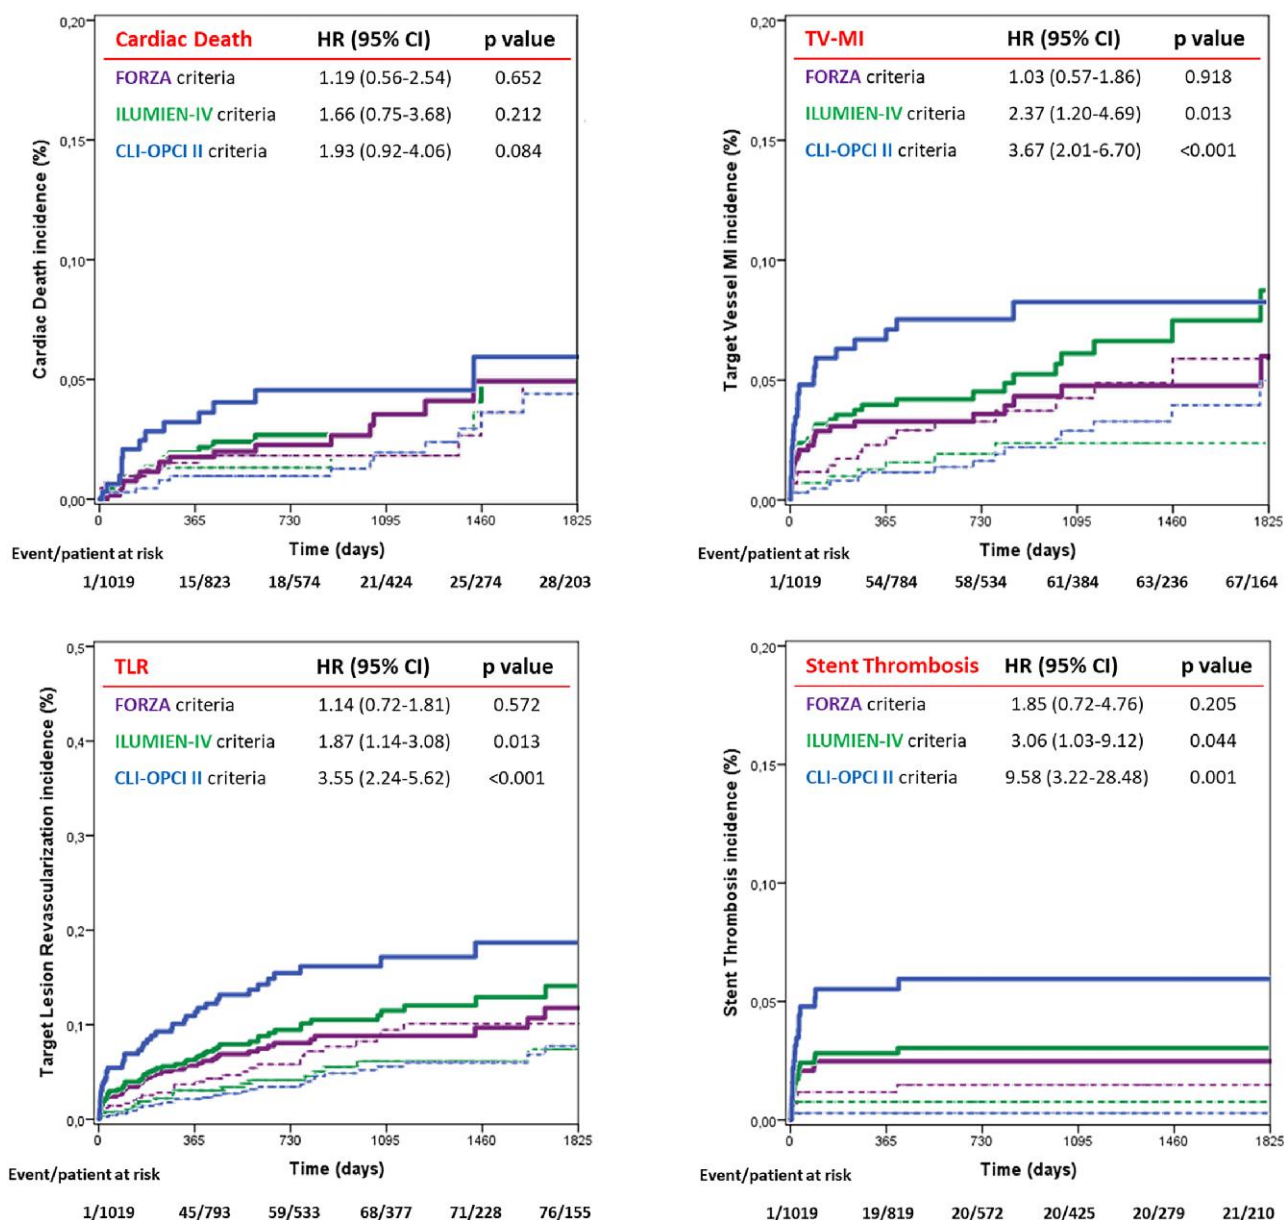 Cardiac Death HR (95% CI) p value
FORZA criteria 1.19 (0.56-2.54) 0.652
ILUMIEN-IV criteria 1.66 (0.75-3.68) 0.212
CLI-OPCI II criteria 1.93 (0.92-4.06) 0.084
Cardiac Death incidence (%)
0,20
0,15
0,10
0,05
0,00
0 365 730 1095 1460 1825
Time (days)
Event/patient at risk
1/1019 15/823 18/574 21/424 25/274 28/203
TV-MI HR (95% CI) p value
FORZA criteria 1.03 (0.57-1.86) 0.918
ILUMIEN-IV criteria 2.37 (1.20-4.69) 0.013
CLI-OPCI II criteria 3.67 (2.01-6.70) <0.001
Target Vessel MI incidence (%)
0,20
0,15
0,10
0,05
0,00
0 365 730 1095 1460 1825
Time (days)
Event/patient at risk
1/1019 54/784 58/534 61/384 63/236 67/164
TLR HR (95% CI) p value
FORZA criteria 1.14 (0.72-1.81) 0.572
ILUMIEN-IV criteria 1.87 (1.14-3.08) 0.013
CLI-OPCI II criteria 3.55 (2.24-5.62) <0.001
Target Lesion Revascularization incidence (%)
0,5
0,4
0,3
0,2
0,1
0,0
0 365 730 1095 1460 1825
Time (days)
Event/patient at risk
1/1019 45/793 59/533 68/377 71/228 76/155
Stent Thrombosis HR (95% CI) p value
FORZA criteria 1.85 (0.72-4.76) 0.205
ILUMIEN-IV criteria 3.06 (1.03-9.12) 0.044
CLI-OPCI II criteria 9.58 (3.22-28.48) 0.001
Stent Thrombosis incidence (%)
0,20
0,15
0,10
0,05
0,00
0 365 730 1095 1460 1825
Time (days)
Event/patient at risk
1/1019 19/819 20/572 20/425 20/279 21/210